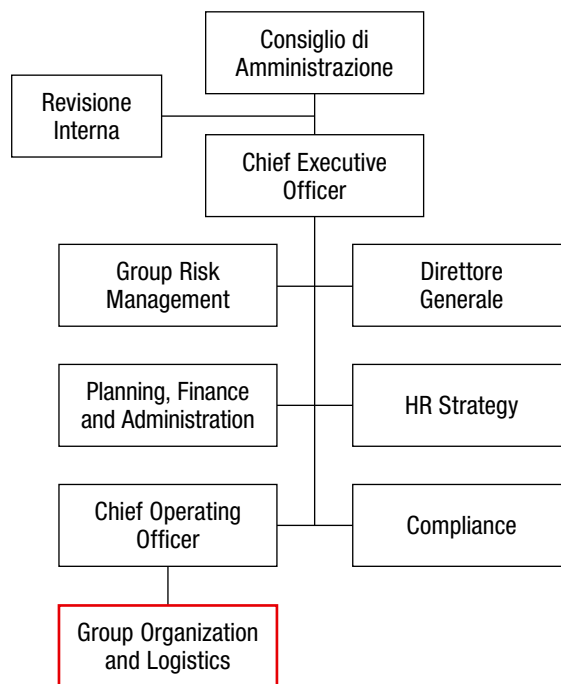 Consiglio di
Amministrazione
Revisione
Interna
Chief Executive
Officer
Group Risk
Management
Direttore
Generale
Planning, Finance
and Administration
HR Strategy
Chief Operating
Officer
Compliance
Group Organization
and Logistics